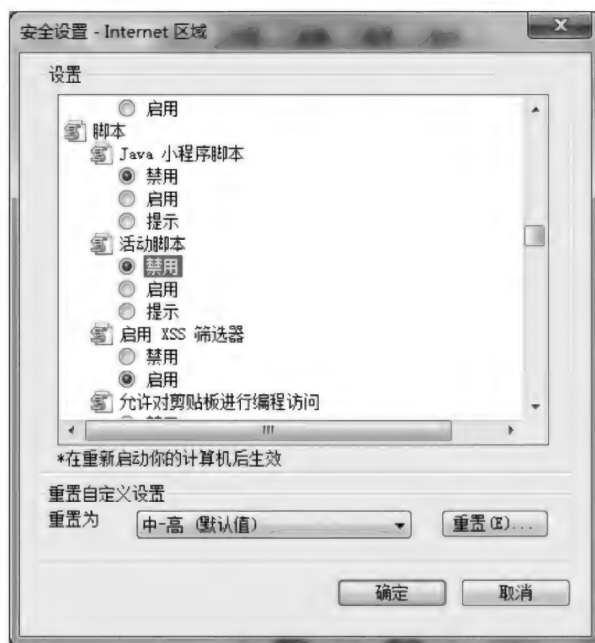 安全设置 - Internet 区域
设置
启用
脚本
Java 小程序脚本
禁用
启用
提示
活动脚本
禁用
启用
提示
启用 XSS 筛选器
禁用
启用
允许对剪贴板进行编程访问
*在重新启动你的计算机后生效
重置自定义设置
重置为 中-高 (默认值) 重置(E)...
确定 取消